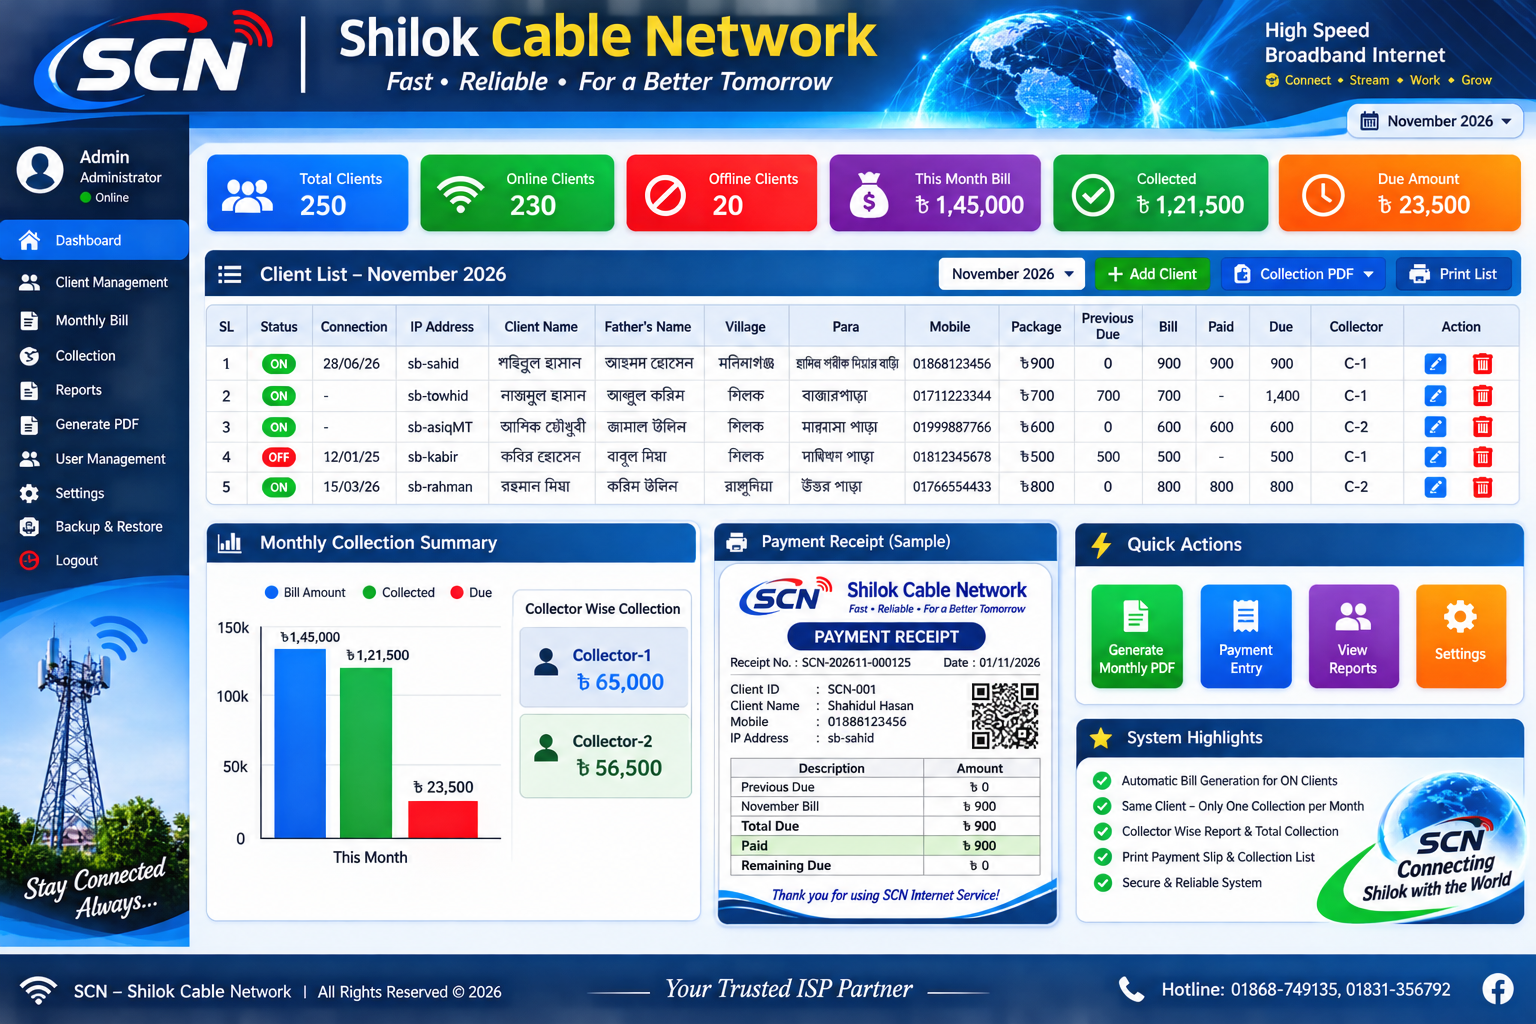 SCN
Shilok Cable Network
Fast • Reliable • For a Better Tomorrow
High Speed
Broadband Internet
Connect • Stream • Work • Grow
November 2026
Admin
Administrator
Online
Dashboard
Client Management
Monthly Bill
Collection
Reports
Generate PDF
User Management
Settings
Backup & Restore
Logout
Stay Connected
Always...
Total Clients
250
Online Clients
230
Offline Clients
20
This Month Bill
৳ 1,45,000
Collected
৳ 1,21,500
Due Amount
৳ 23,500
Client List – November 2026
November 2026
+ Add Client
Collection PDF
Print List
SL Status Connection IP Address Client Name Father's Name Village Para Mobile Package Previous Due Bill Paid Due Collector Action
1 ON 28/06/26 sb-sahid হাসান 01868123456 ৳900 0 900 900 900 C-1
2 ON - sb-towhid নাজমুল হাসান আব্দুল করিম শিলক বাজারপাড়া 01711223344 ৳700 700 700 - 1,400 C-1
3 ON - sb-asiqMT আসিক চৌধুরী জামাল উদ্দিন শিলক পাড়া 01999887766 ৳600 0 600 600 600 C-2
4 OFF 12/01/25 sb-kabir কবির হোসেন বাবুল মিয়া শিলক পাড়া 01812345678 ৳500 500 500 - 500 C-1
5 ON 15/03/26 sb-rahman রহমান মিয়া করিম উদ্দিন উত্তর পাড়া 01766554433 ৳800 0 800 800 800 C-2
Monthly Collection Summary
Bill Amount Collected Due
150k
100k
50k
0
৳1,45,000
৳1,21,500
৳ 23,500
This Month
Collector Wise Collection
Collector-1
৳ 65,000
Collector-2
৳ 56,500
Payment Receipt (Sample)
SCN
Shilok Cable Network
Fast • Reliable • For a Better Tomorrow
PAYMENT RECEIPT
Receipt No. : SCN-202611-000125 Date : 01/11/2026
Client ID : SCN-001
Client Name : Shahidul Hasan
Mobile : 01888123456
IP Address : sb-sahid
Description Amount
Previous Due ৳ 0
November Bill ৳ 900
Total Due ৳ 900
Paid ৳ 900
Remaining Due ৳ 0
Thank you for using SCN Internet Service!
Quick Actions
Generate
Monthly PDF
Payment
Entry
View
Reports
Settings
System Highlights
Automatic Bill Generation for ON Clients
Same Client – Only One Collection per Month
Collector Wise Report & Total Collection
Print Payment Slip & Collection List
Secure & Reliable System
SCN
Connecting
Shilok with the World
SCN – Shilok Cable Network | All Rights Reserved © 2026
Your Trusted ISP Partner
Hotline: 01868-749135, 01831-356792